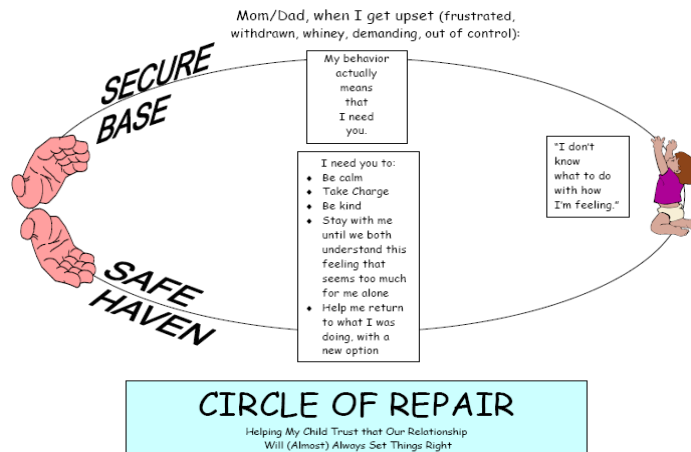 Mom/Dad, when I get upset (frustrated,
withdrawn, whiney, demanding, out of control):
SECURE
BASE
My behavior
actually
means
that
I need
you.
"I don't
know
what to do
with how
I'm feeling."
I need you to:
◆ Be calm
◆ Take Charge
◆ Be kind
◆ Stay with me
until we both
understand this
feeling that
seems too much
for me alone
◆ Help me return
to what I was
doing, with a
new option
SAFE
HAVEN
CIRCLE OF REPAIR
Helping My Child Trust that Our Relationship
Will (Almost) Always Set Things Right